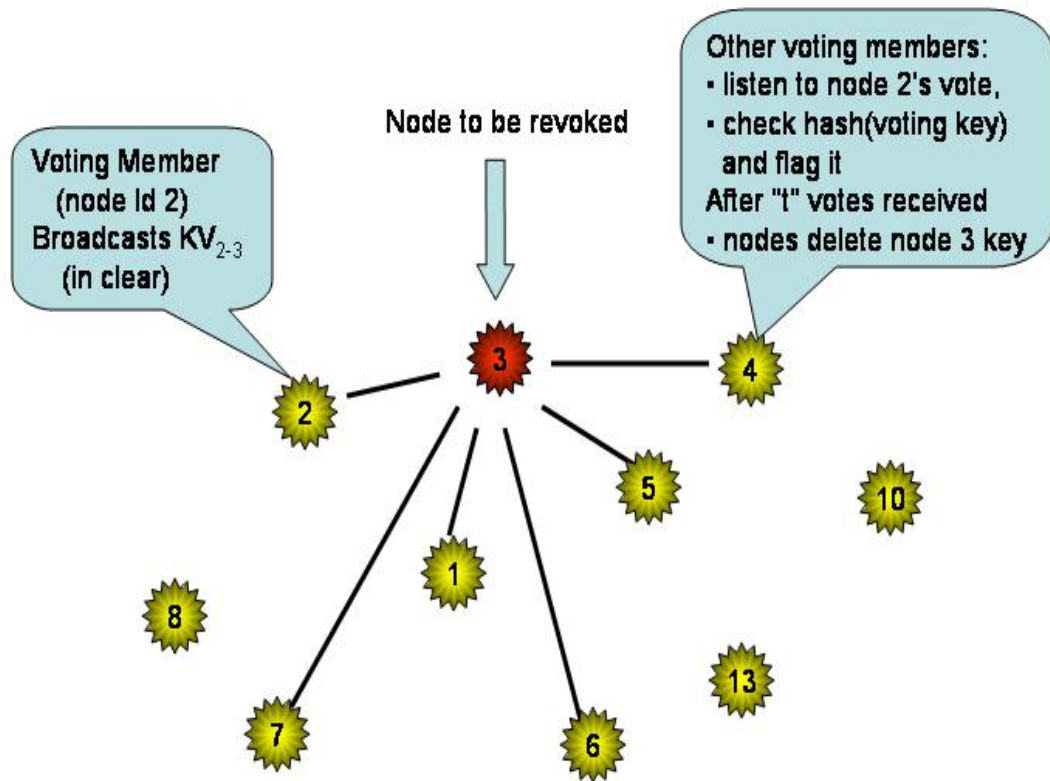 Other voting members:
▪ listen to node 2's vote,
▪ check hash(voting key)
and flag it
After "t" votes received
▪ nodes delete node 3 key
Node to be revoked
Voting Member
(node Id 2)
Broadcasts KV2-3
(in clear)
3
4
2
5
10
1
8
13
7
6